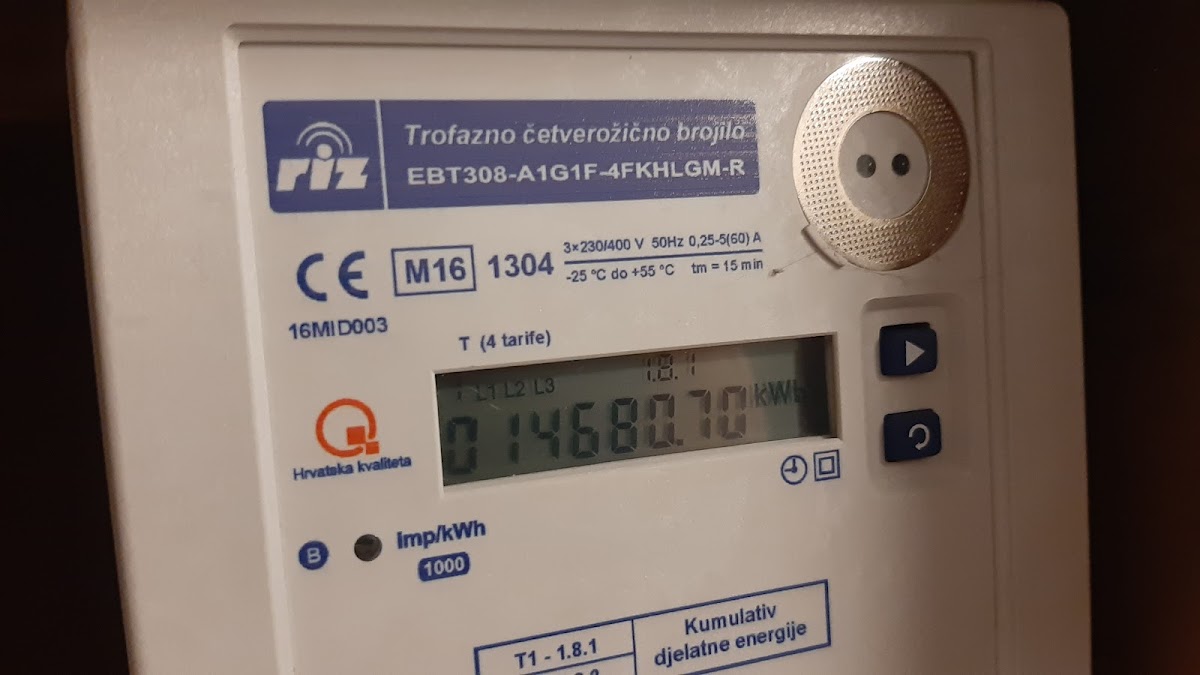 riz
Trofazno četverožično brojilo
EBT308-A1G1F-4FKHLGM-R
CE M16 1304
3×230/400 V 50Hz 0,25-5(60) A
-25 °C do +55 °C tm = 15 min
16MID003
T (4 tarife)
1.8.1
L1 L2 L3
014680.70 kWh
Hrvatska kvaliteta
B
Imp/kWh
1000
T1 - 1.8.1
Kumulativ
djelatne energije